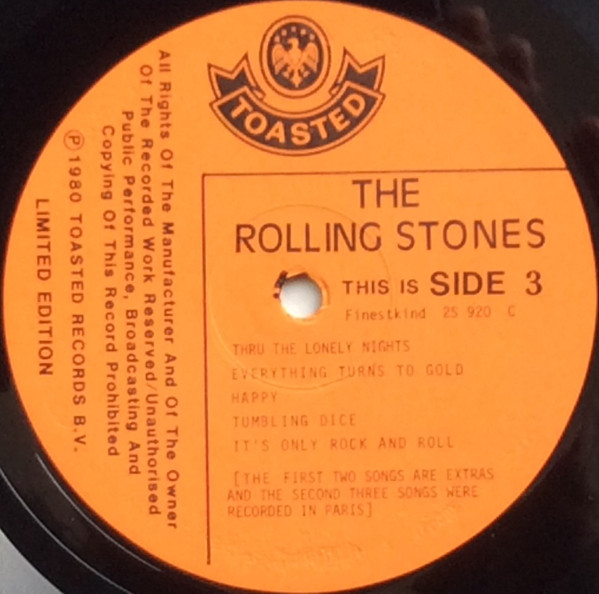 TOASTED
THE
ROLLING STONES
THIS IS SIDE 3
Finestkind 2S 920 C
THRU THE LONELY NIGHTS
EVERYTHING TURNS TO GOLD
HAPPY
TUMBLING DICE
IT'S ONLY ROCK AND ROLL
[THE FIRST TWO SONGS ARE EXTRAS
AND THE SECOND THREE SONGS WERE
RECORDED IN PARIS]
All Rights Of The Manufacturer And Of The Owner
Of The Recorded Work Reserved/Unauthorised
Public Performance, Broadcasting And
Copying Of This Record Prohibited
℗ 1980 TOASTED RECORDS B.V.
LIMITED EDITION